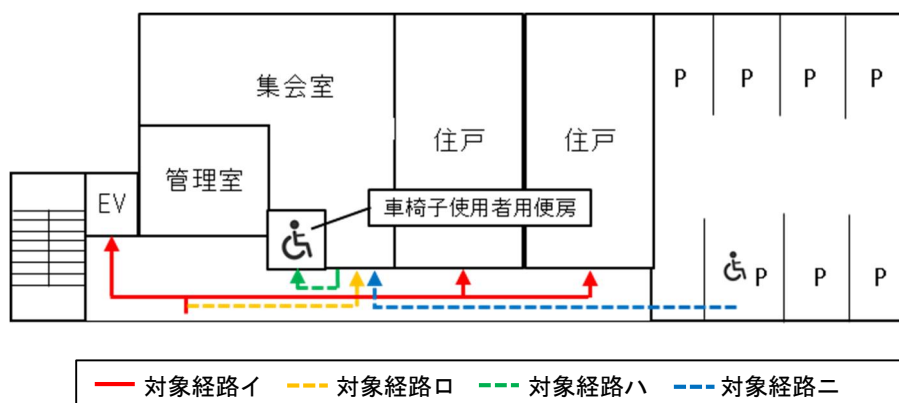 P P P P
集会室
住戸 住戸
管理室
EV
車椅子使用者用便房
P P P
対象経路イ 対象経路ロ 対象経路ハ 対象経路ニ